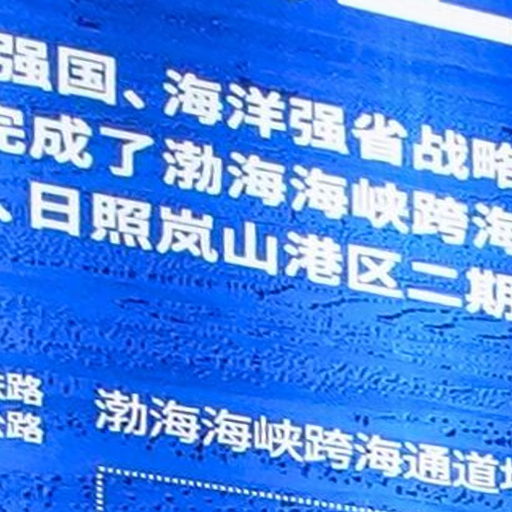 强国、海洋强省战略
完成了渤海海峡跨海
、日照岚山港区二期
铁路
公路
渤海海峡跨海通道